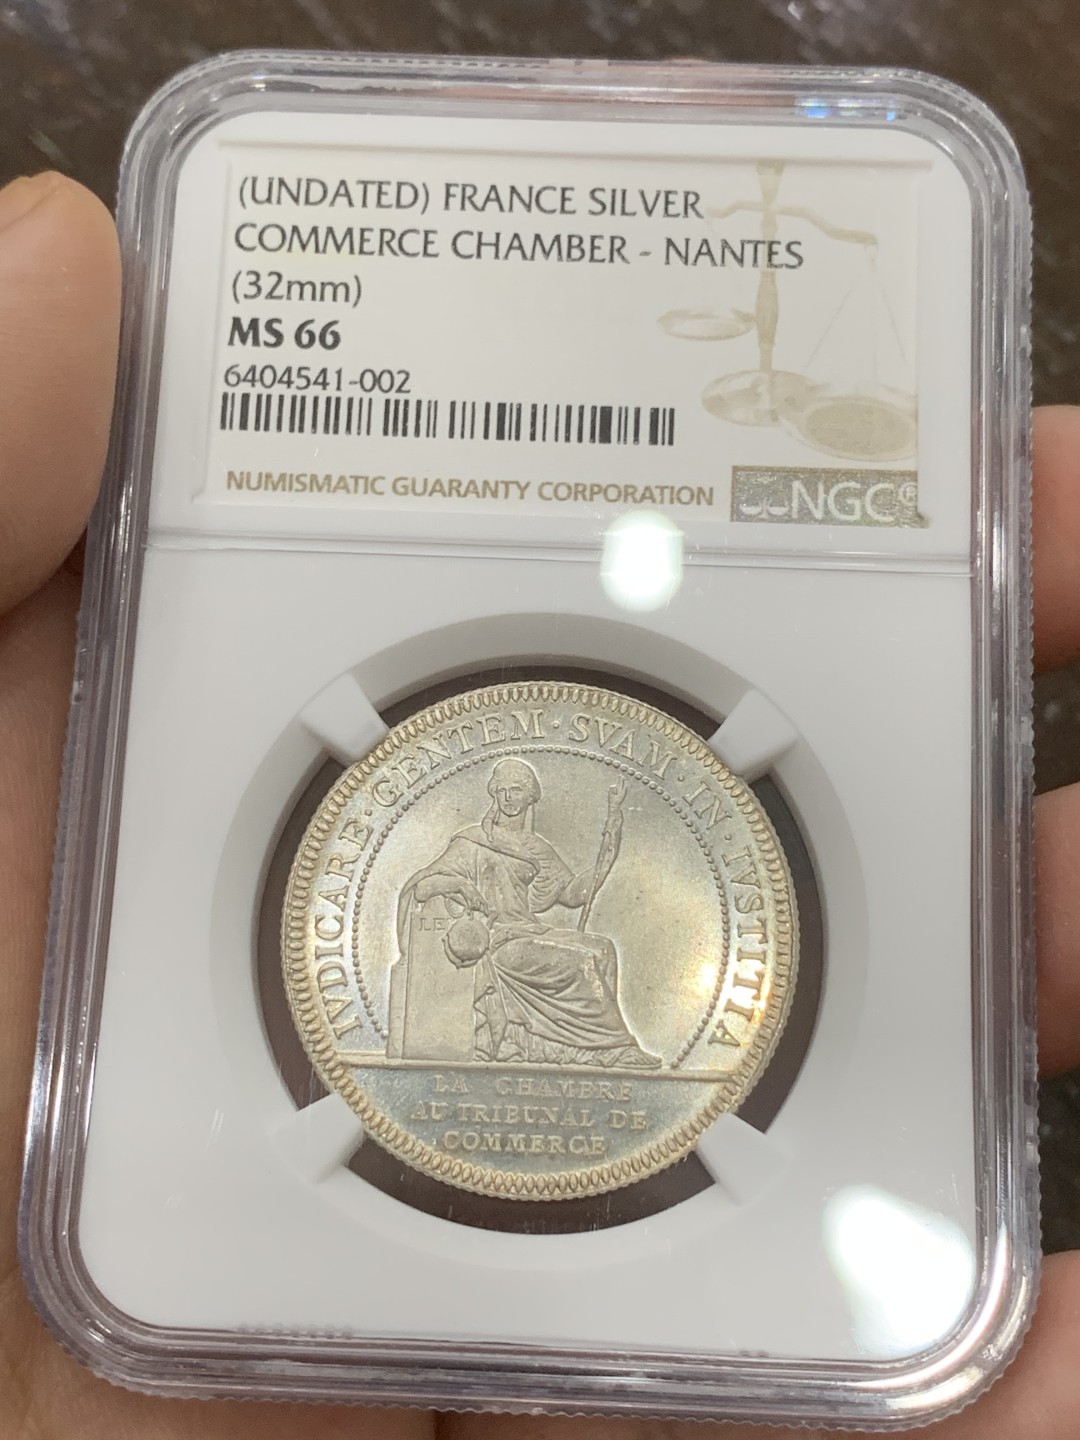 (UNDATED) FRANCE SILVER
COMMERCE CHAMBER - NANTES
(32mm)
MS 66
6404541-002
NUMISMATIC GUARANTY CORPORATION
NGC®
IVDICARE · GENTEM · SVAM · IN · IVSTITIA
LE
LA CHAMBRE
AU TRIBUNAL DE
COMMERCE